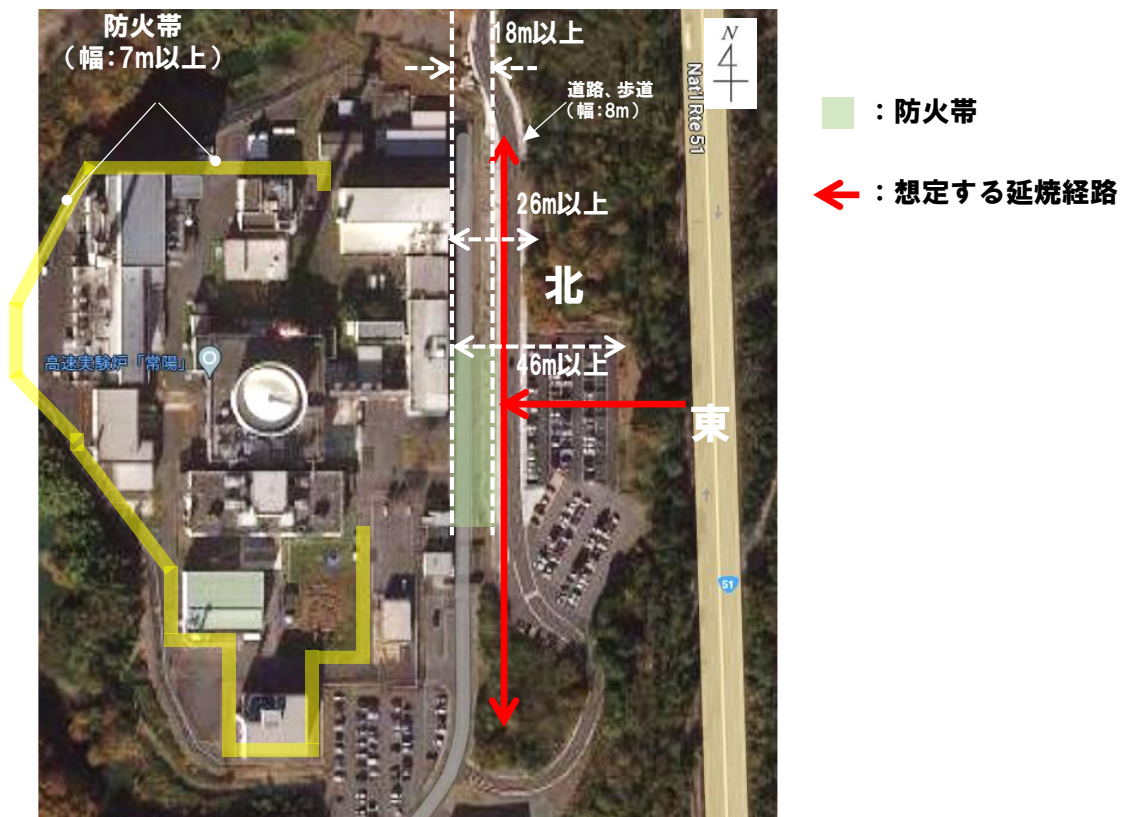 防火帯
（幅：7m以上）
18m以上
N
道路、歩道
（幅：8m）
Nat'l Rte 51
：防火帯
：想定する延焼経路
26m以上
北
高速実験炉「常陽」
46m以上
東
51